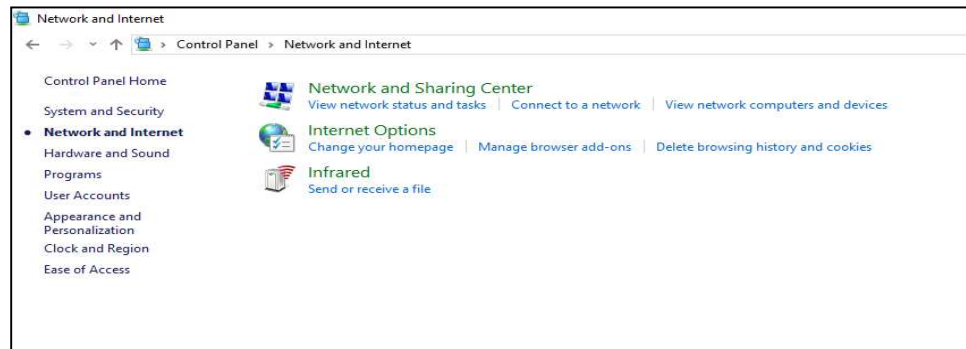 Network and Internet
Control Panel > Network and Internet
Control Panel Home
System and Security
Network and Internet
Hardware and Sound
Programs
User Accounts
Appearance and
Personalization
Clock and Region
Ease of Access
Network and Sharing Center
View network status and tasks | Connect to a network | View network computers and devices
Internet Options
Change your homepage | Manage browser add-ons | Delete browsing history and cookies
Infrared
Send or receive a file